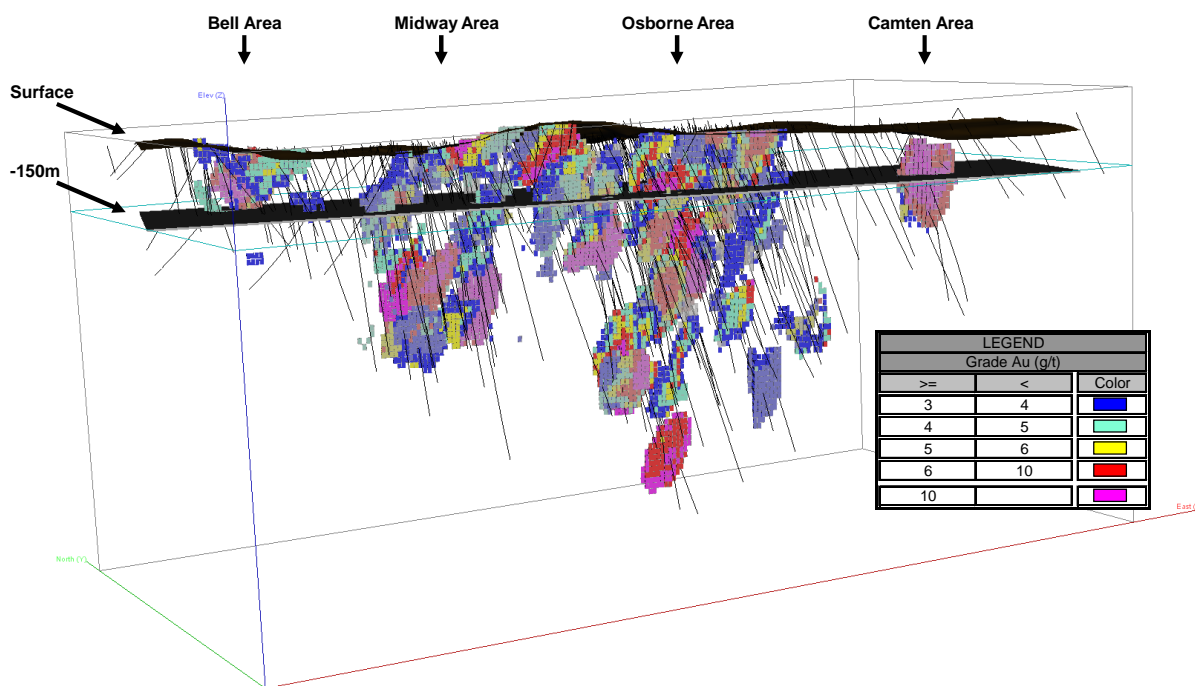 Bell Area
Midway Area
Osborne Area
Camten Area
Surface
Elev (Z)
-150m
LEGEND
Grade Au (g/t)
>= < Color
3 4
4 5
5 6
6 10
10
North (Y)
East (